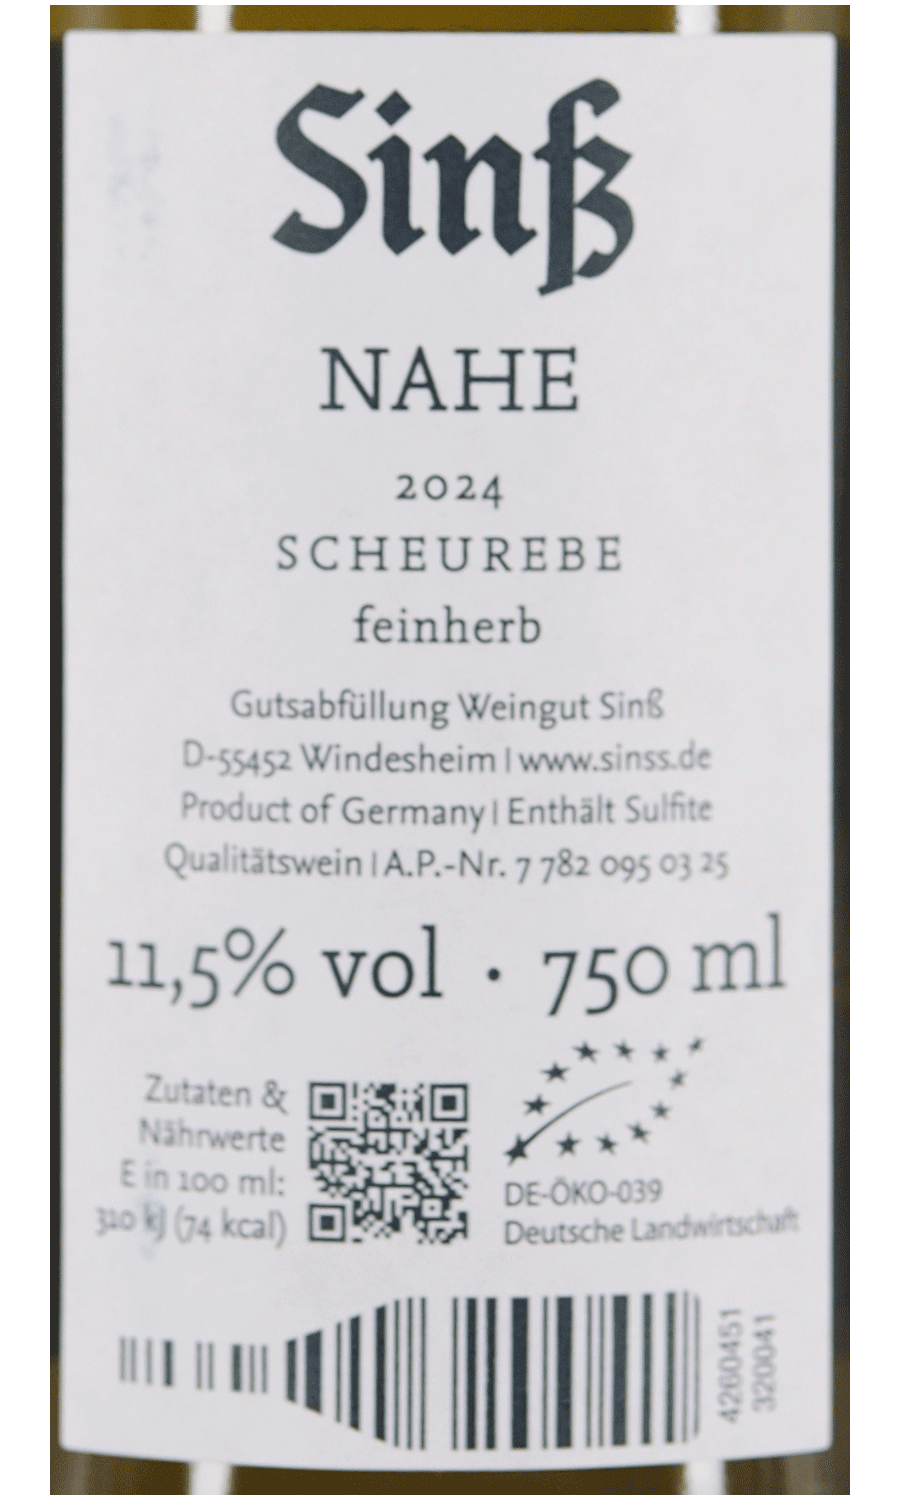 Sinß
NAHE
2024
SCHEUREBE
feinherb
Gutsabfüllung Weingut Sinß
D-55452 Windesheim | www.sinss.de
Product of Germany | Enthält Sulfite
Qualitätswein | A.P.-Nr. 7 782 095 03 25
11,5% vol · 750 ml
Zutaten &
Nährwerte
E in 100 ml:
310 kJ (74 kcal)
DE-ÖKO-039
Deutsche Landwirtschaft
4260451
320041